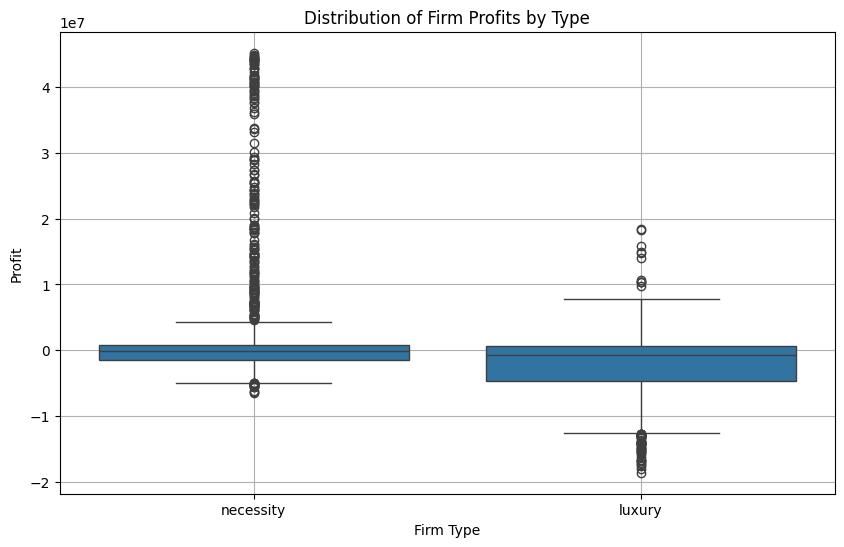 Distribution of Firm Profits by Type
1e7
4
3
2
1
0
−1
−2
Profit
necessity
luxury
Firm Type